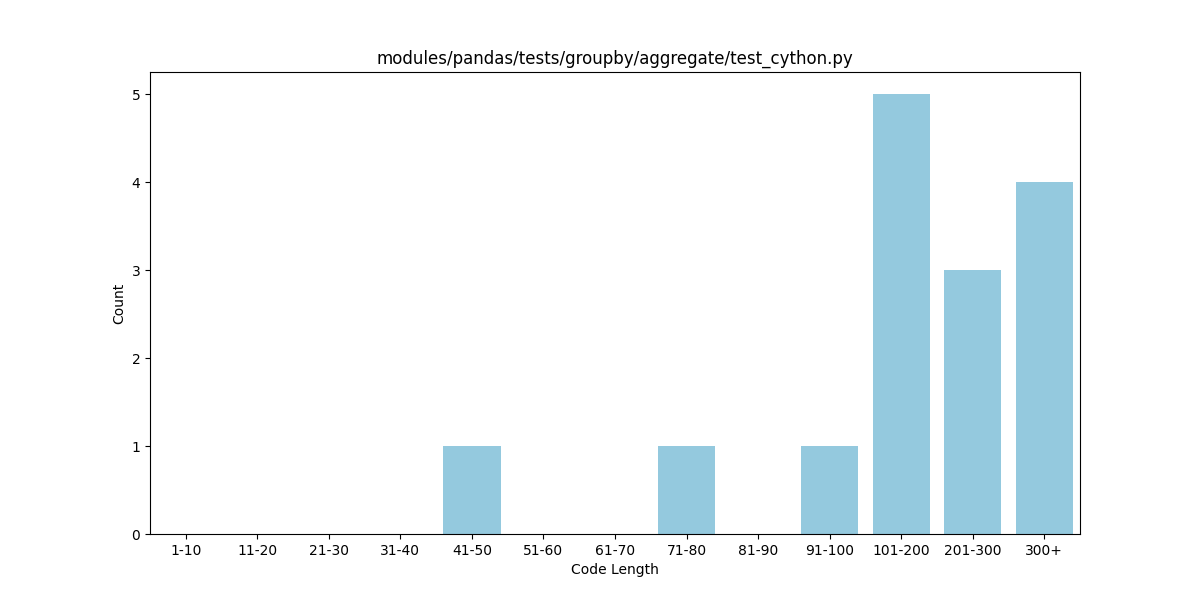 modules/pandas/tests/groupby/aggregate/test_cython.py
5
4
3
2
1
0
Count
1-10 11-20 21-30 31-40 41-50 51-60 61-70 71-80 81-90 91-100 101-200 201-300 300+
Code Length